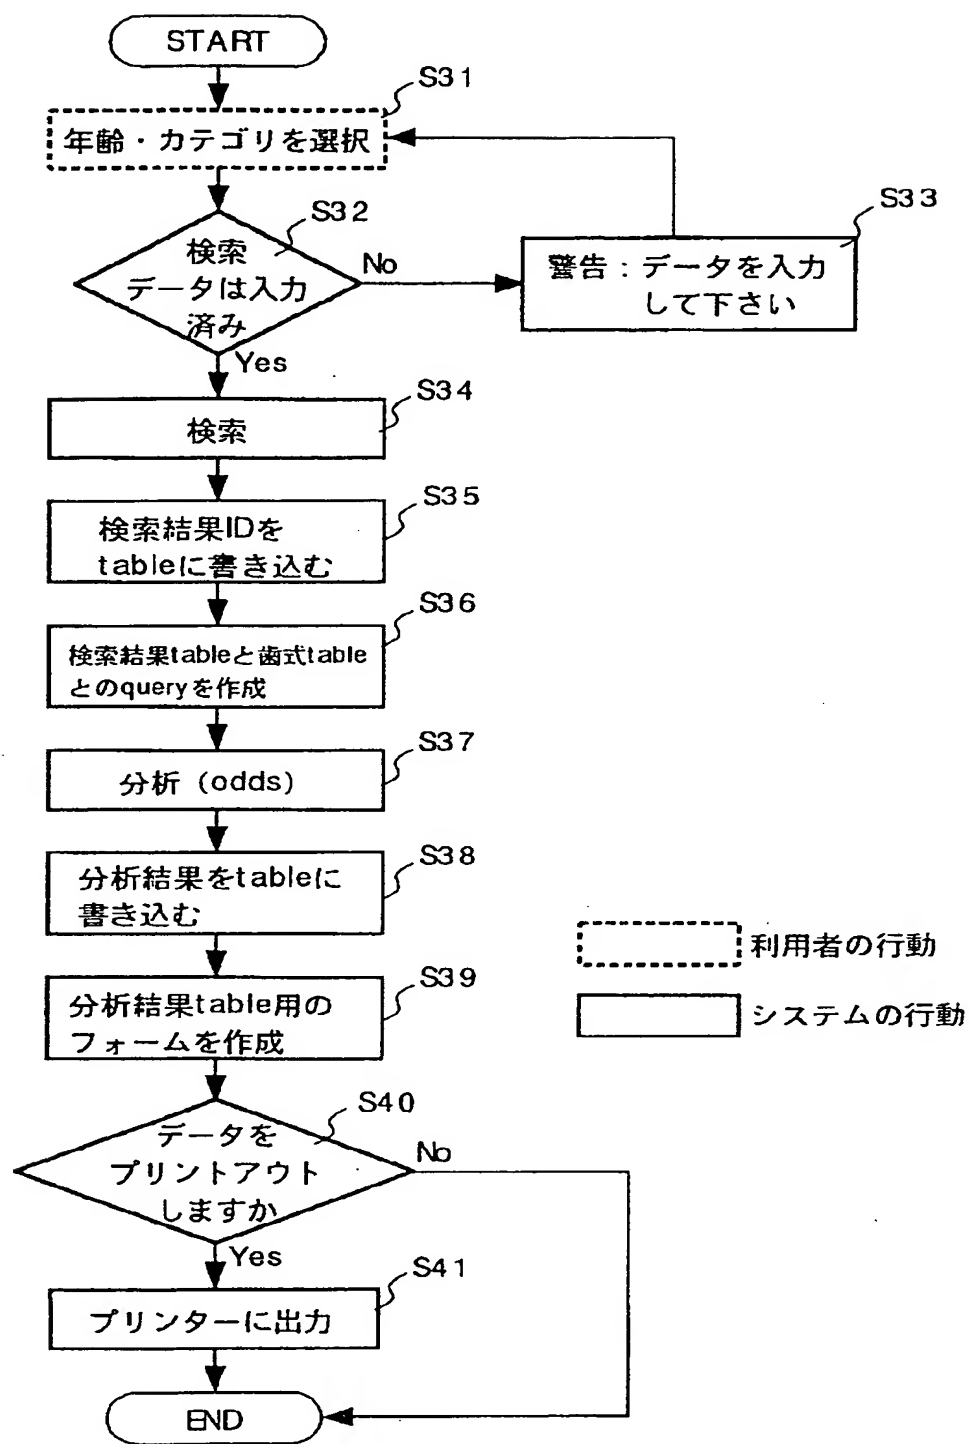 START
S31
年齢・カテゴリを選択
S32
検索
データは入力
済み
No
S33
警告：データを入力
して下さい
Yes
S34
検索
S35
検索結果IDを
tableに書き込む
S36
検索結果tableと歯式table
とのqueryを作成
S37
分析（odds）
S38
分析結果をtableに
書き込む
S39
分析結果table用の
フォームを作成
利用者の行動
システムの行動
S40
データを
プリントアウト
しますか
No
Yes
S41
プリンターに出力
END